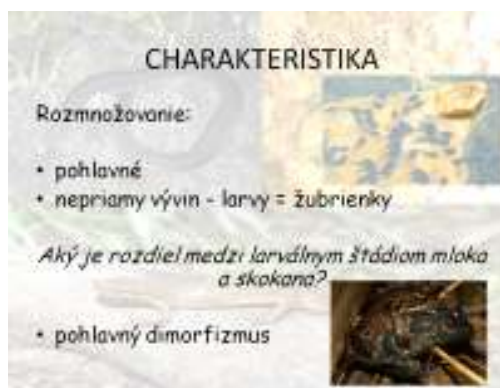 CHARAKTERISTIKA
Rozmnožovanie:
• pohlavné
• nepriamy vývin - larvy = žubrienky
Aký je rozdiel medzi larválnym štádiom mloka
a skokana?
• pohlavný dimorfizmus